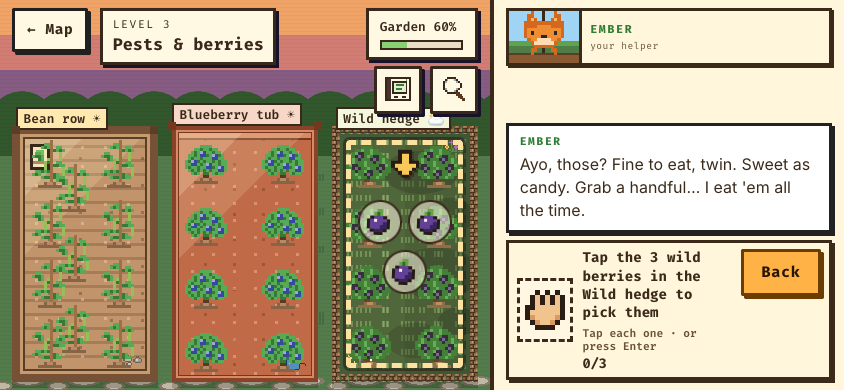 ← Map
LEVEL 3
Pests & berries
Garden 60%
Bean row ☀
Blueberry tub ☀
Wild hedge
EMBER
your helper
EMBER
Ayo, those? Fine to eat, twin. Sweet as
candy. Grab a handful... I eat 'em all
the time.
Tap the 3 wild
berries in the
Wild hedge to
pick them
Tap each one · or
press Enter
0/3
Back